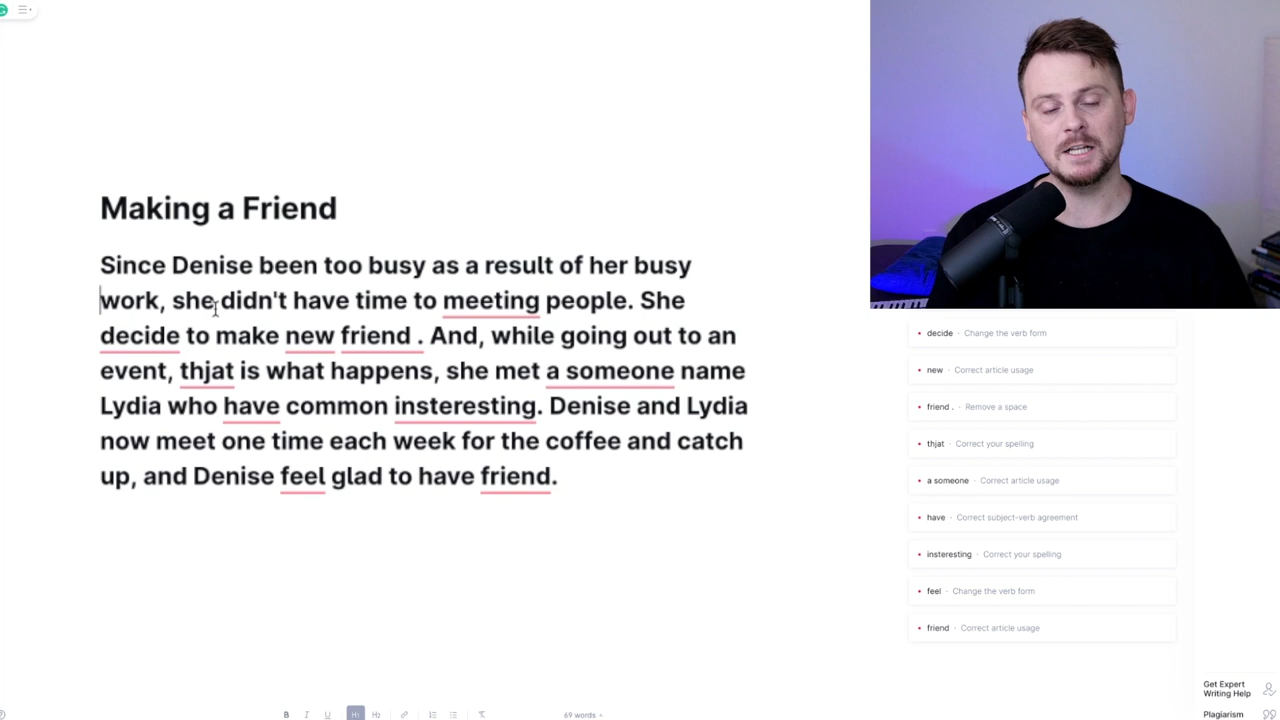 Making a Friend
Since Denise been too busy as a result of her busy
work, she didn't have time to meeting people. She
decide to make new friend . And, while going out to an
event, thjat is what happens, she met a someone name
Lydia who have common insteresting. Denise and Lydia
now meet one time each week for the coffee and catch
up, and Denise feel glad to have friend.
decide · Change the verb form
new · Correct article usage
friend . · Remove a space
thjat · Correct your spelling
a someone · Correct article usage
have · Correct subject-verb agreement
insteresting · Correct your spelling
feel · Change the verb form
friend · Correct article usage
Get Expert
Writing Help
B I U H1 H2 69 words
Plagiarism